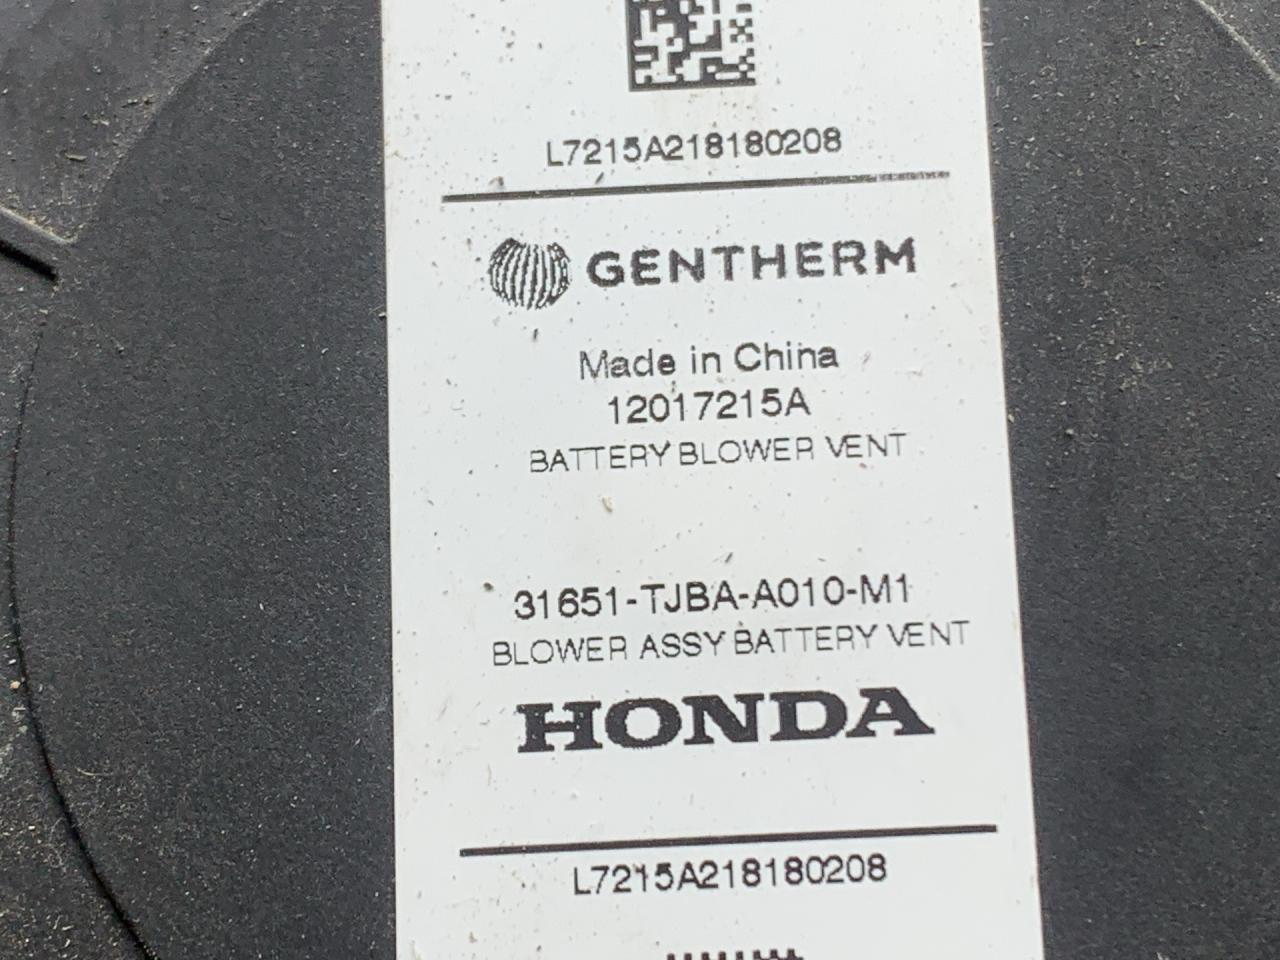 L7215A218180208
GENTHERM
Made in China
12017215A
BATTERY BLOWER VENT
31651-TJBA-A010-M1
BLOWER ASSY BATTERY VENT
HONDA
L7215A218180208